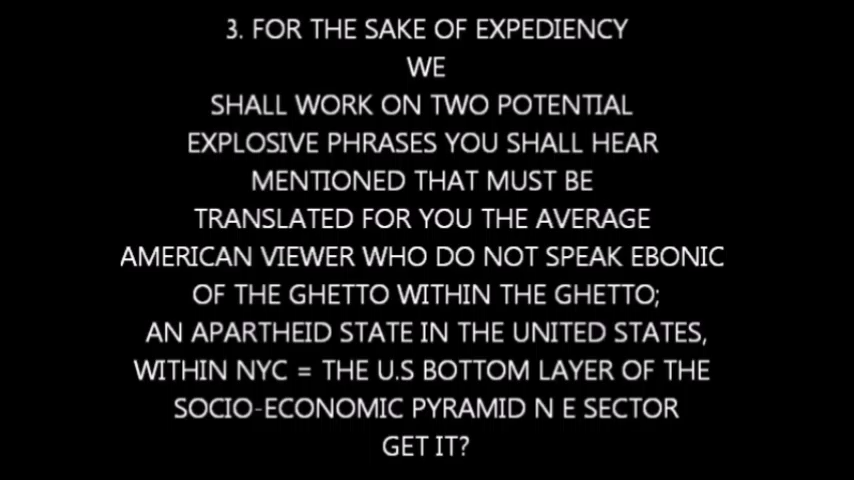 3. FOR THE SAKE OF EXPEDIENCY
WE
SHALL WORK ON TWO POTENTIAL
EXPLOSIVE PHRASES YOU SHALL HEAR
MENTIONED THAT MUST BE
TRANSLATED FOR YOU THE AVERAGE
AMERICAN VIEWER WHO DO NOT SPEAK EBONIC
OF THE GHETTO WITHIN THE GHETTO;
AN APARTHEID STATE IN THE UNITED STATES,
WITHIN NYC = THE U.S BOTTOM LAYER OF THE
SOCIO-ECONOMIC PYRAMID N E SECTOR
GET IT?